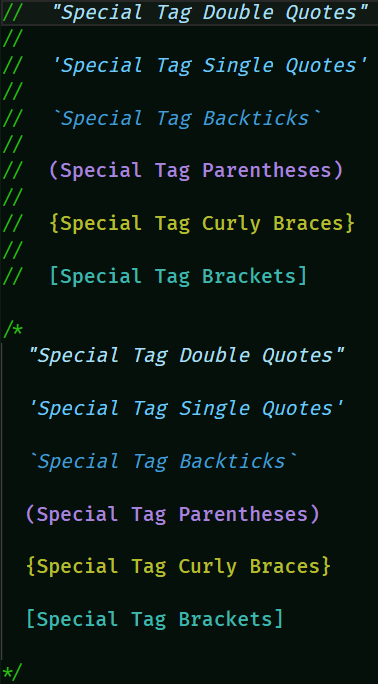 //  "Special Tag Double Quotes"
//
//  'Special Tag Single Quotes'
//
//  `Special Tag Backticks`
//
//  (Special Tag Parentheses)
//
//  {Special Tag Curly Braces}
//
//  [Special Tag Brackets]
/*
"Special Tag Double Quotes"
'Special Tag Single Quotes'
`Special Tag Backticks`
(Special Tag Parentheses)
{Special Tag Curly Braces}
[Special Tag Brackets]
*/